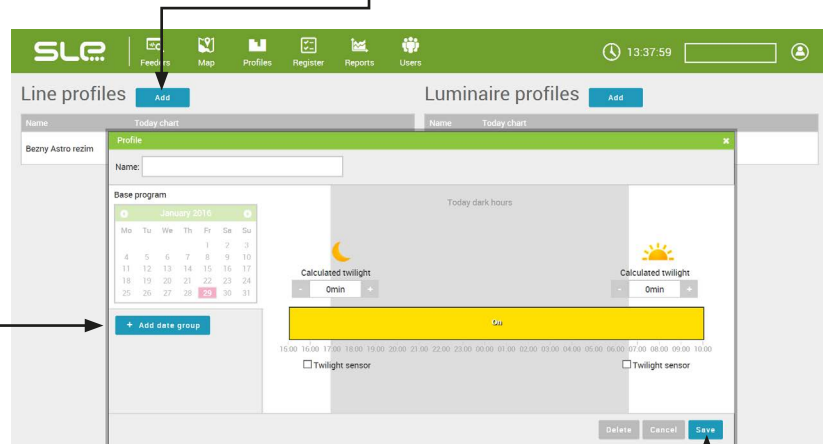 SLe...
Feeders Map Profiles Register Reports Users 13:37:59
Line profiles Add Luminaire profiles Add
Name Today chart Name Today chart
Bezny Astro rezim
Profile ×
Name:
Base program Today dark hours
January 2016
Mo Tu We Th Fr Sa Su
1 2 3
4 5 6 7 8 9 10
11 12 13 14 15 16 17
18 19 20 21 22 23 24
25 26 27 28 29 30 31
Calculated twilight Calculated twilight
- 0min + - 0min +
+ Add date group
On
15:00 16:00 17:00 18:00 19:00 20:00 21:00 22:00 23:00 00:00 01:00 02:00 03:00 04:00 05:00 06:00 07:00 08:00 09:00 10:00
Twilight sensor Twilight sensor
Delete Cancel Save